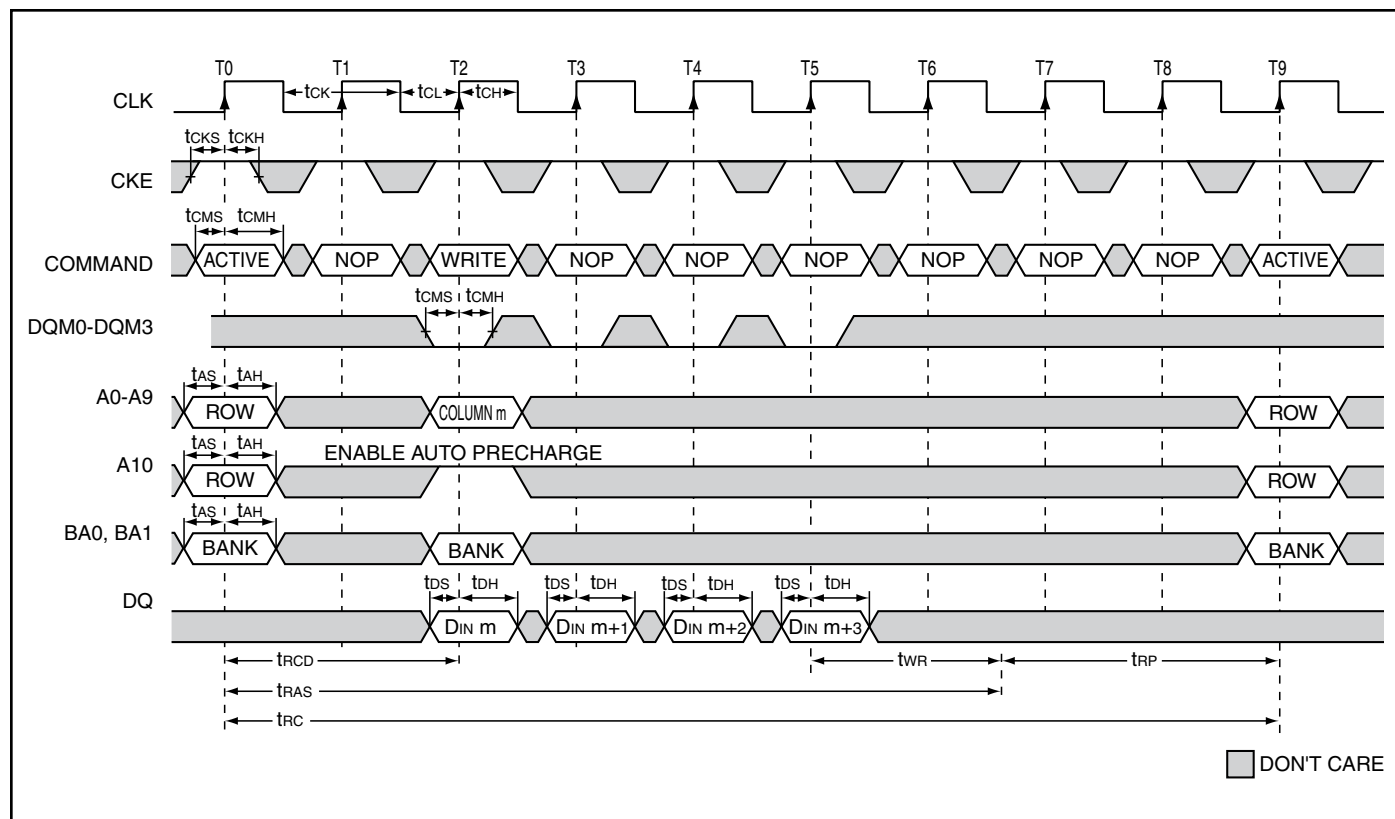 T0 T1 T2 T3 T4 T5 T6 T7 T8 T9
CLK
tCK tCL tCH
tCKS tCKH
CKE
tCMS tCMH
COMMAND ACTIVE NOP WRITE NOP NOP NOP NOP NOP NOP ACTIVE
tCMS tCMH
DQM0-DQM3
tAS tAH
A0-A9 ROW COLUMN m ROW
tAS tAH ENABLE AUTO PRECHARGE
A10 ROW ROW
tAS tAH
BA0, BA1 BANK BANK BANK
tDS tDH tDS tDH tDS tDH tDS tDH
DQ
DIN m DIN m+1 DIN m+2 DIN m+3
tRCD tWR tRP
tRAS
tRC
DON'T CARE